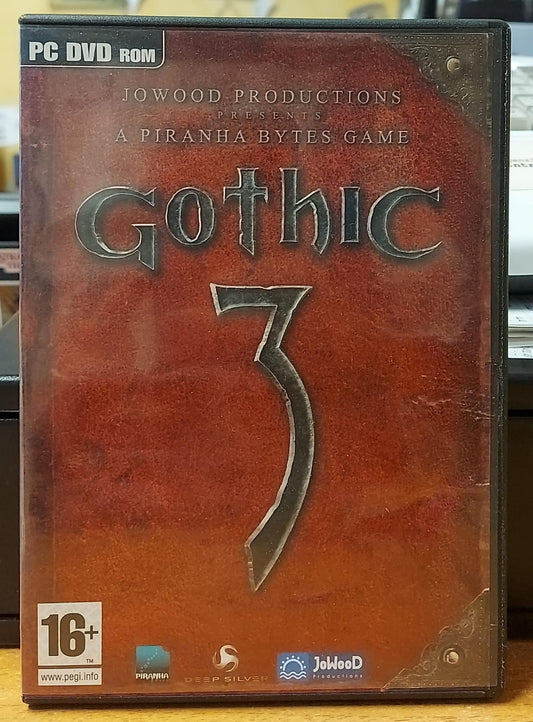 PC DVD ROM
JOWOOD PRODUCTIONS
PRESENTS
A PIRANHA BYTES GAME
GOTHIC
3
16+
TM
www.pegi.info
PIRANHA
DEEP SILVER
JoWooD
Productions